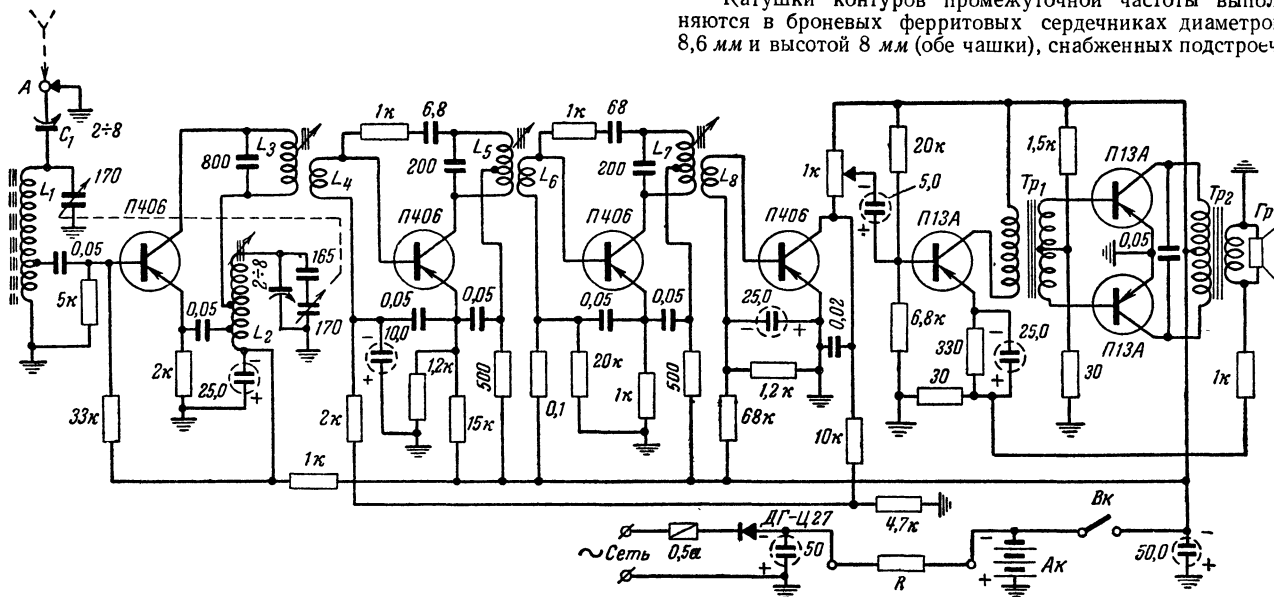 Катушки контуров промежуточной частоты выпол-
няются в броневых ферритовых сердечниках диаметро
8,6 мм и высотой 8 мм (обе чашки), снабженных подстроеч
А
C1
2÷8
L1
170
0,05
5к
33к
П406
0,05
2к
25,0
800
L3
L2
2÷8
165
170
L4
1к
6,8
200
L5
П406
0,05
0,05
10,0
1,2к
2к
15к
500
1к
L6
1к
68
200
L7
П406
0,05
0,05
0,1
20к
1к
500
L8
П406
25,0
1,2к
68к
0,02
10к
4,7к
1к
5,0
20к
П13А
6,8к
330
25,0
30
Тр1
1,5к
30
П13А
П13А
0,05
Тр2
Гр
1к
~Сеть
0,5а
ДГ-Ц27
50
R
Ак
Вк
50,0